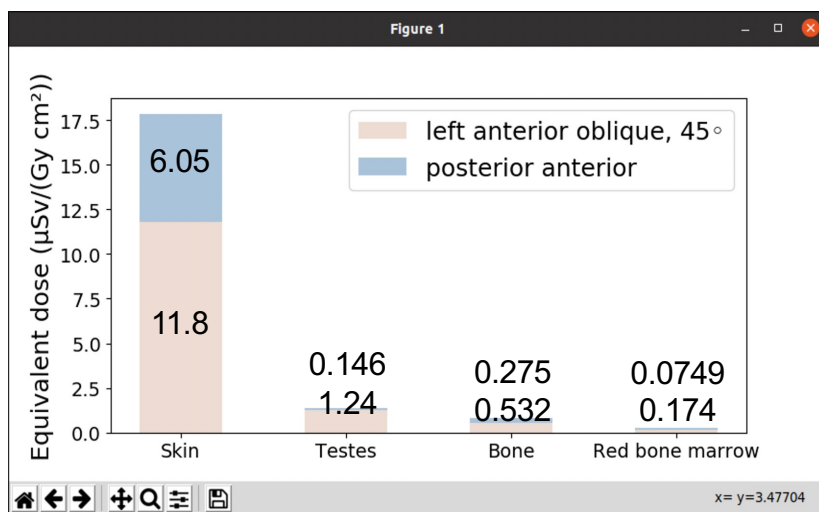 Figure 1
Equivalent dose (μSv/(Gy cm²))
17.5
15.0
12.5
10.0
7.5
5.0
2.5
0.0
left anterior oblique, 45◦
posterior anterior
6.05
11.8
0.146
1.24
0.275
0.532
0.0749
0.174
Skin
Testes
Bone
Red bone marrow
x= y=3.47704